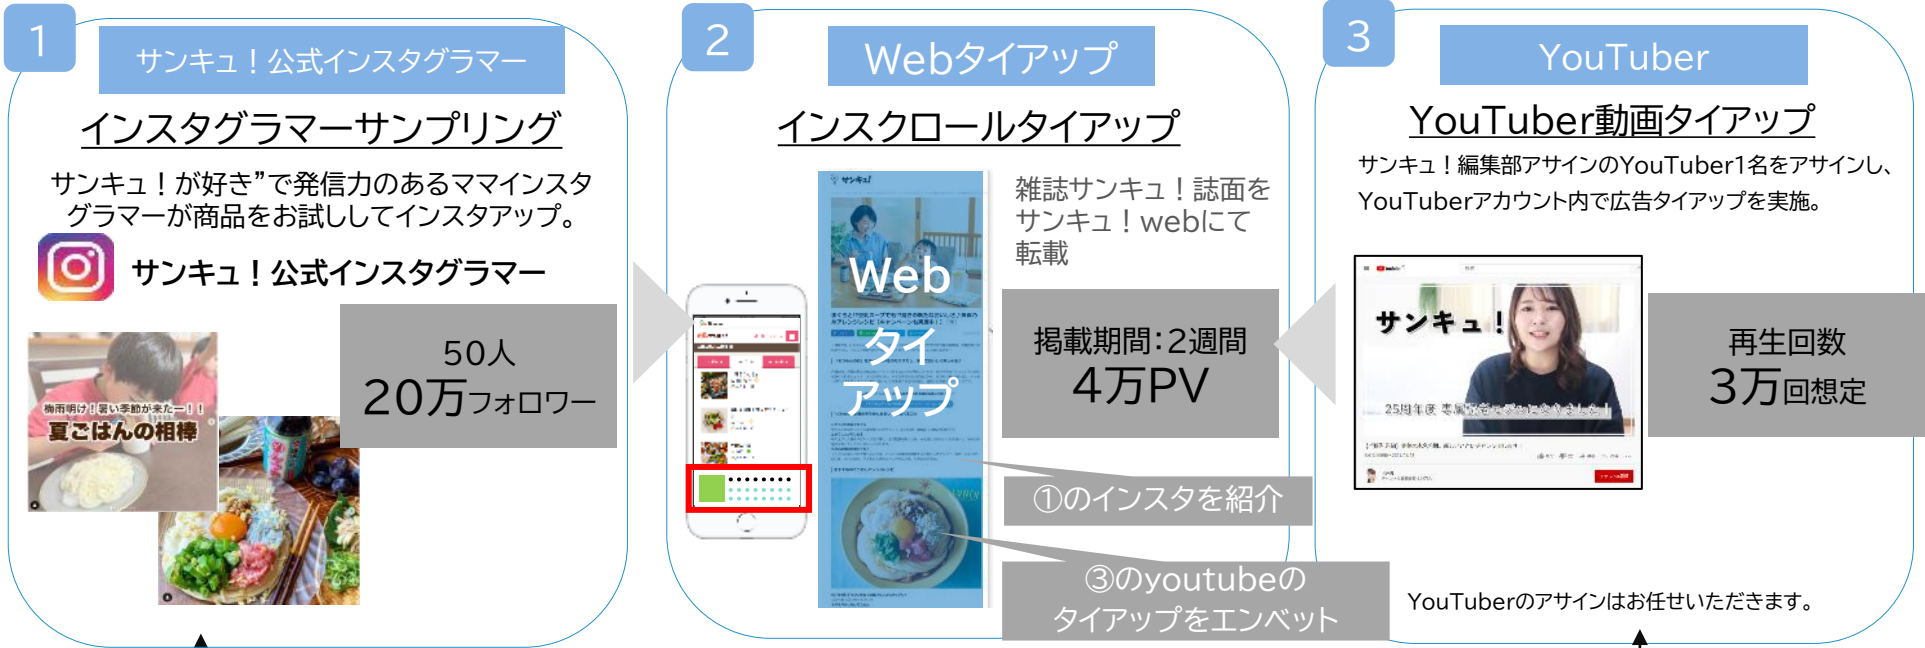 1
サンキュ！公式インスタグラマー
インスタグラマーサンプリング
サンキュ！が好き”で発信力のあるママインスタ
グラマーが商品をお試ししてインスタアップ。
サンキュ！公式インスタグラマー
50人
20万フォロワー
梅雨明け！暑い季節が来たー！！
夏ごはんの相棒
2
Webタイアップ
インスクロールタイアップ
サンキュ！
Web
タイ
アップ
雑誌サンキュ！誌面を
サンキュ！webにて
転載
掲載期間：2週間
4万PV
①のインスタを紹介
③のyoutubeの
タイアップをエンベット
3
YouTuber
YouTuber動画タイアップ
サンキュ！編集部アサインのYouTuber1名をアサインし、
YouTuberアカウント内で広告タイアップを実施。
サンキュ！
再生回数
3万回想定
YouTuberのアサインはお任せいただきます。